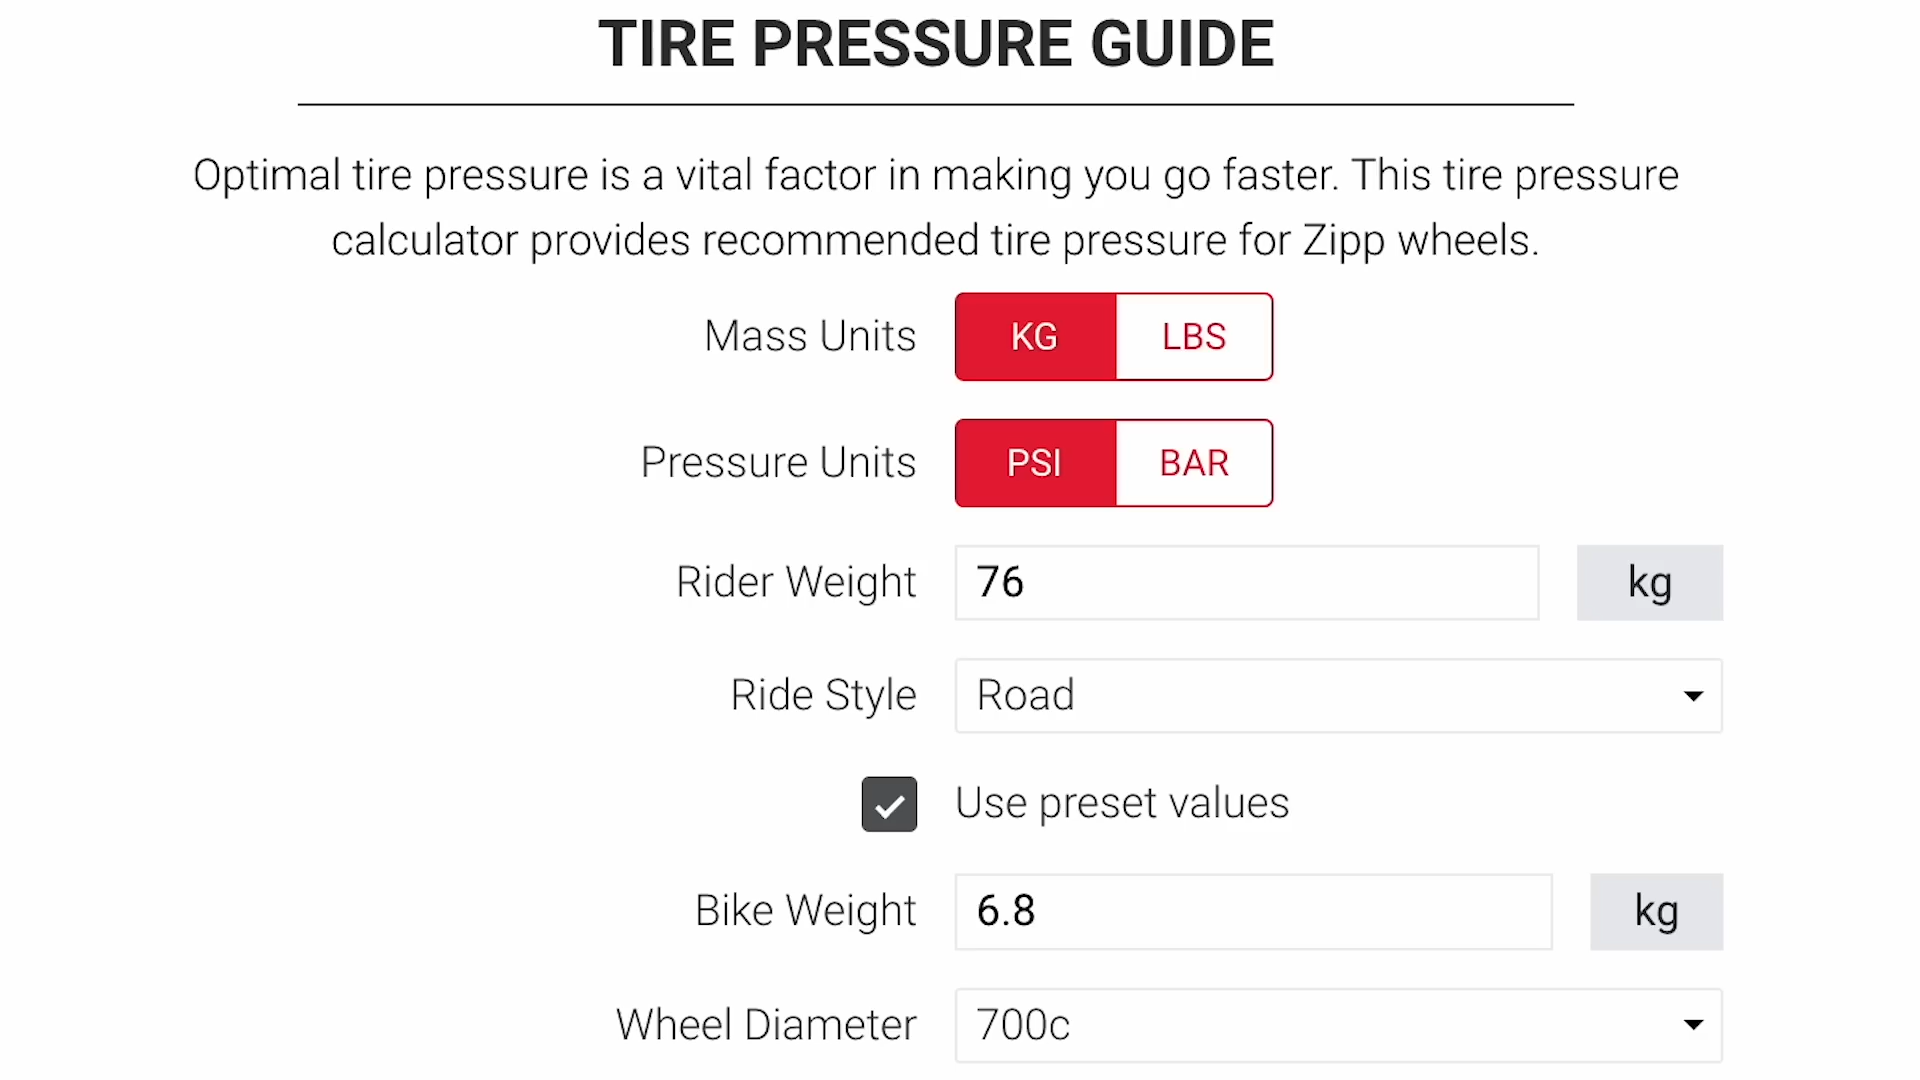 TIRE PRESSURE GUIDE
Optimal tire pressure is a vital factor in making you go faster. This tire pressure
calculator provides recommended tire pressure for Zipp wheels.
Mass Units KG LBS
Pressure Units PSI BAR
Rider Weight 76 kg
Ride Style Road
Use preset values
Bike Weight 6.8 kg
Wheel Diameter 700c